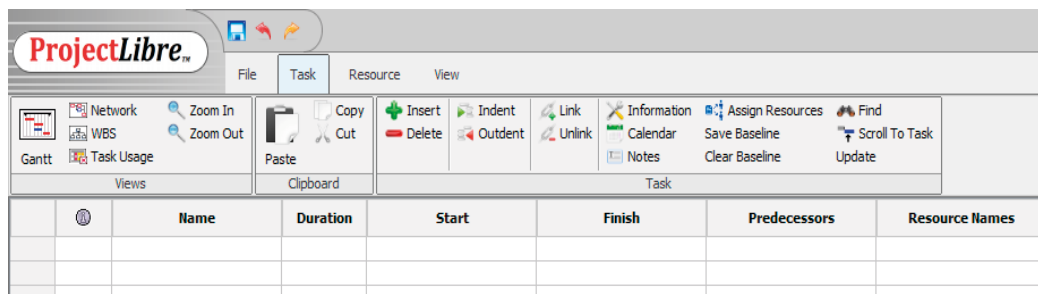 ProjectLibre™
File Task Resource View
Network Zoom In Copy Insert Indent Link Information Assign Resources Find
WBS Zoom Out Cut Delete Outdent Unlink Calendar Save Baseline Scroll To Task
Gantt Task Usage Paste Notes Clear Baseline Update
Views Clipboard Task
Name Duration Start Finish Predecessors Resource Names